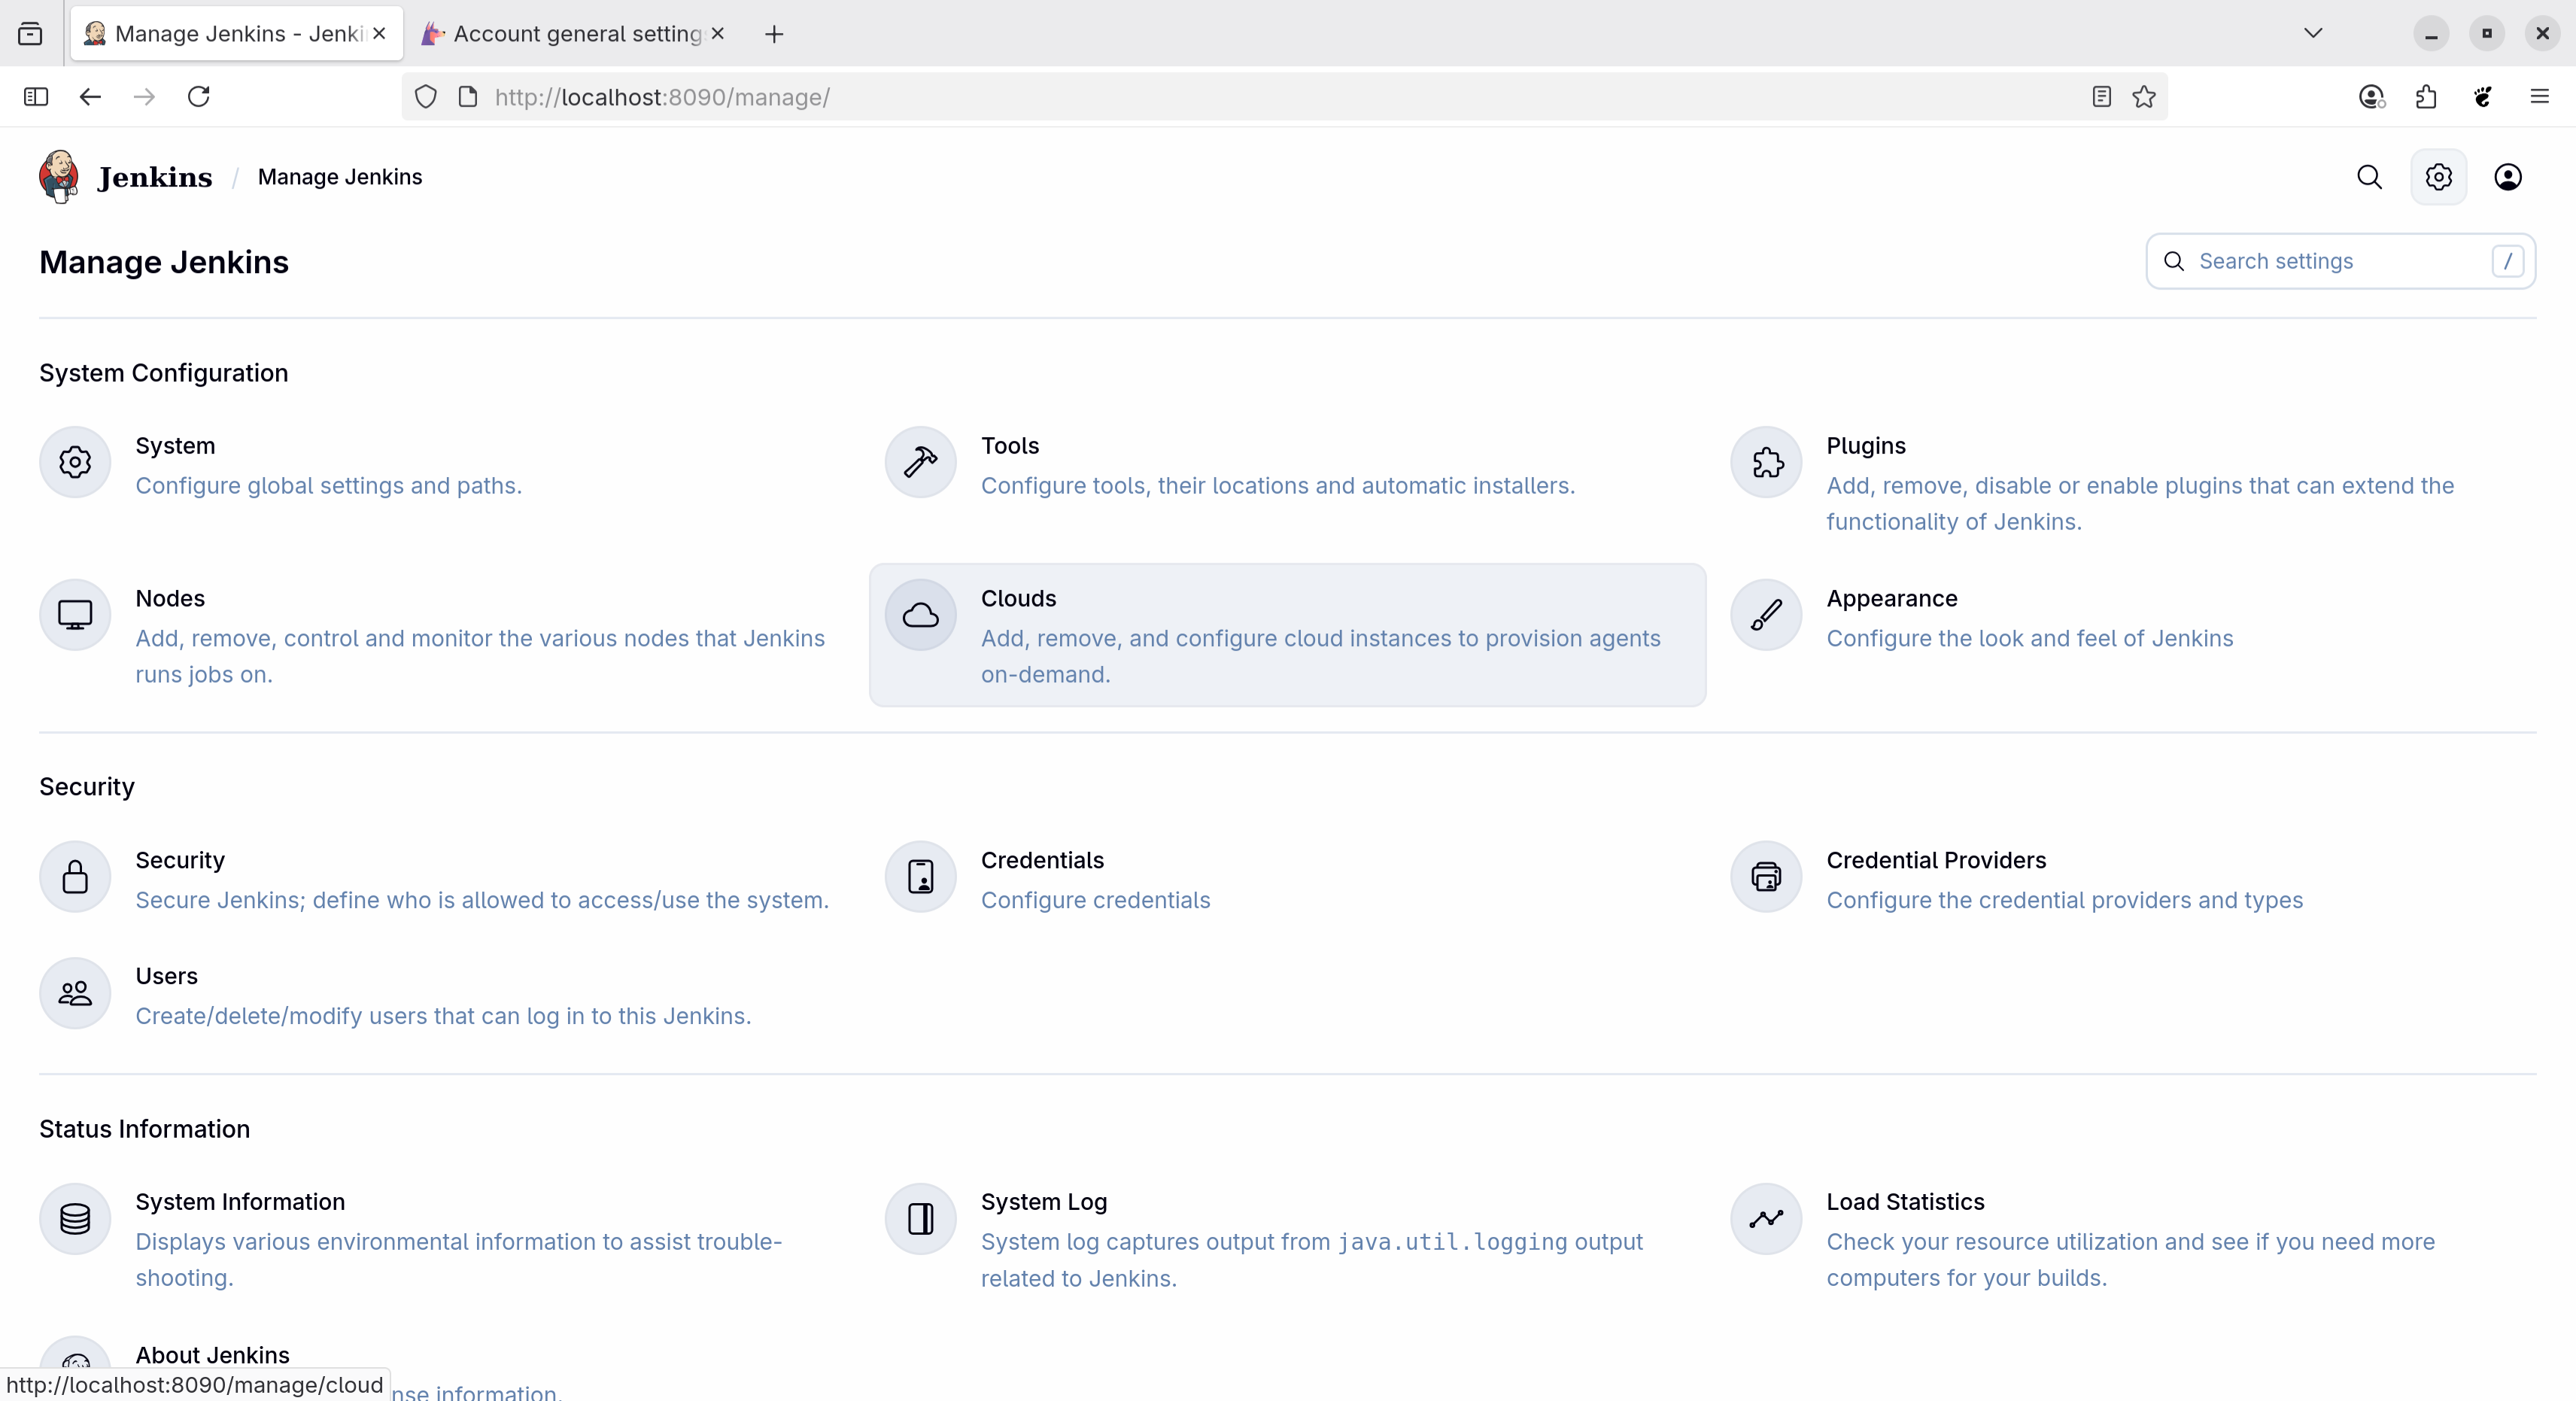 Manage Jenkins - Jenki
Account general setting
http://localhost:8090/manage/
Jenkins / Manage Jenkins
Manage Jenkins
Search settings /
System Configuration
System
Configure global settings and paths.
Tools
Configure tools, their locations and automatic installers.
Plugins
Add, remove, disable or enable plugins that can extend the
functionality of Jenkins.
Nodes
Add, remove, control and monitor the various nodes that Jenkins
runs jobs on.
Clouds
Add, remove, and configure cloud instances to provision agents
on-demand.
Appearance
Configure the look and feel of Jenkins
Security
Security
Secure Jenkins; define who is allowed to access/use the system.
Credentials
Configure credentials
Credential Providers
Configure the credential providers and types
Users
Create/delete/modify users that can log in to this Jenkins.
Status Information
System Information
Displays various environmental information to assist trouble-
shooting.
System Log
System log captures output from java.util.logging output
related to Jenkins.
Load Statistics
Check your resource utilization and see if you need more
computers for your builds.
About Jenkins
nse information.
http://localhost:8090/manage/cloud